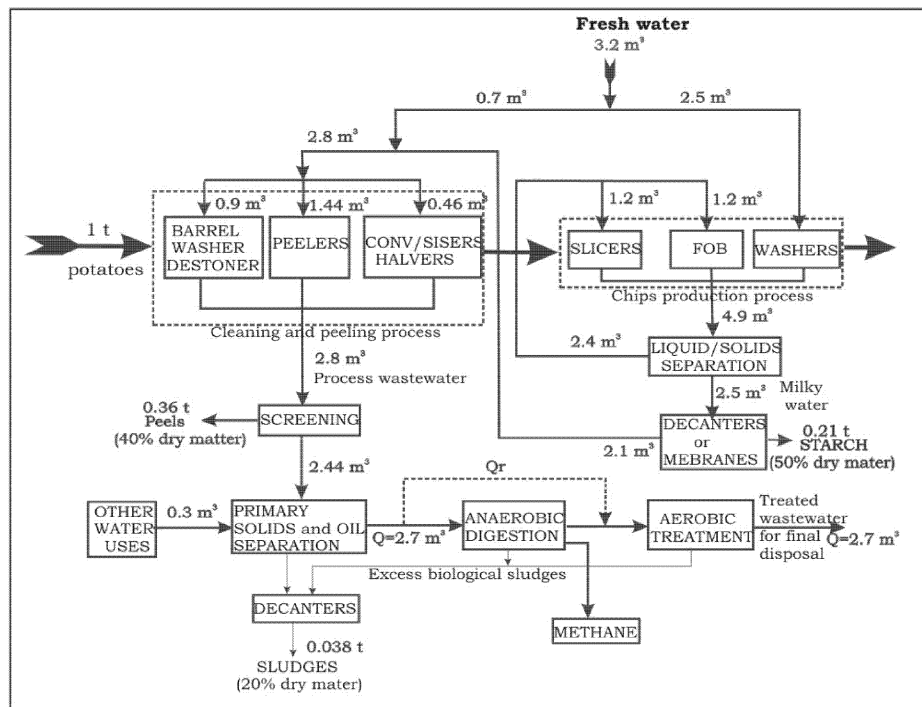 Fresh water
3.2 m³
0.7 m³
2.5 m³
2.8 m³
0.9 m³
1.44 m³
0.46 m³
1.2 m³
1.2 m³
1 t
potatoes
BARREL
WASHER
DESTONER
PEELERS
CONV/SISERS
HALVERS
SLICERS
FOB
WASHERS
Cleaning and peeling process
Chips production process
4.9 m³
2.4 m³
LIQUID/SOLIDS
SEPARATION
2.8 m³
Process wastewater
2.5 m³
Milky
water
0.36 t
Peels
(40% dry matter)
SCREENING
DECANTERS
or
MEBRANES
2.1 m³
0.21 t
STARCH
(50% dry mater)
2.44 m³
Qr
OTHER
WATER
USES
0.3 m³
PRIMARY
SOLIDS and OIL
SEPARATION
Q=2.7 m³
ANAEROBIC
DIGESTION
AEROBIC
TREATMENT
Treated
wastewater
for final
disposal
Q=2.7 m³
Excess biological sludges
DECANTERS
METHANE
0.038 t
SLUDGES
(20% dry mater)